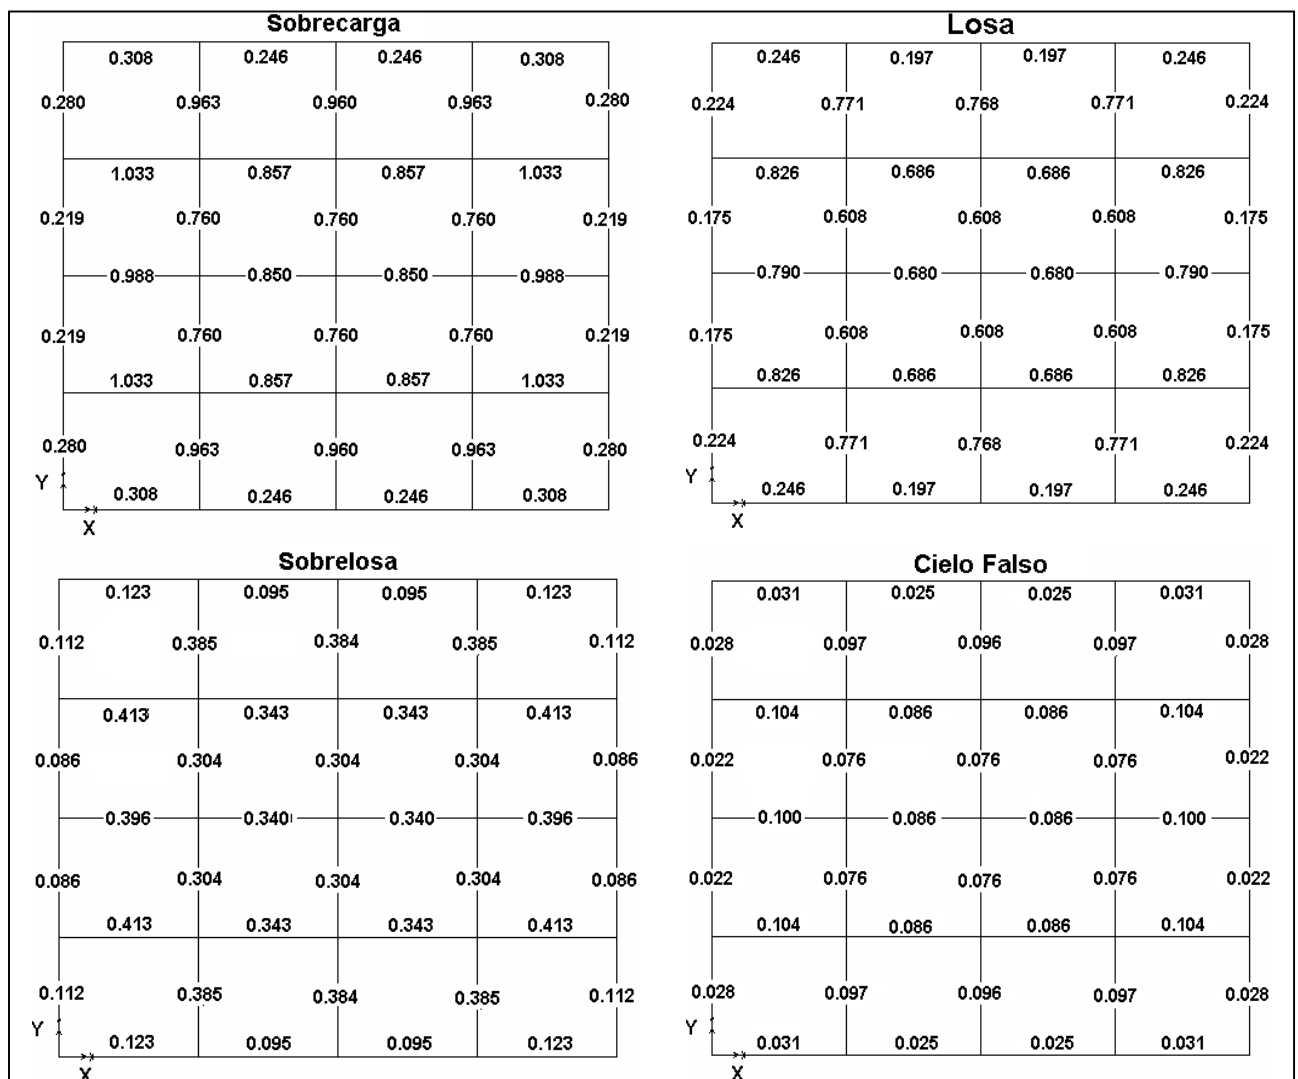 Sobrecarga
0.308 0.246 0.246 0.308
0.280 0.963 0.960 0.963 0.280
1.033 0.857 0.857 1.033
0.219 0.760 0.760 0.760 0.219
0.988 0.850 0.850 0.988
0.219 0.760 0.760 0.760 0.219
1.033 0.857 0.857 1.033
0.280 0.963 0.960 0.963 0.280
Y
0.308 0.246 0.246 0.308
X
Losa
0.246 0.197 0.197 0.246
0.224 0.771 0.768 0.771 0.224
0.826 0.686 0.686 0.826
0.175 0.608 0.608 0.608 0.175
0.790 0.680 0.680 0.790
0.175 0.608 0.608 0.608 0.175
0.826 0.686 0.686 0.826
0.224 0.771 0.768 0.771 0.224
Y
0.246 0.197 0.197 0.246
X
Sobrelosa
0.123 0.095 0.095 0.123
0.112 0.385 0.384 0.385 0.112
0.413 0.343 0.343 0.413
0.086 0.304 0.304 0.304 0.086
0.396 0.340 0.340 0.396
0.086 0.304 0.304 0.304 0.086
0.413 0.343 0.343 0.413
0.112 0.385 0.384 0.385 0.112
Y
0.123 0.095 0.095 0.123
X
Cielo Falso
0.031 0.025 0.025 0.031
0.028 0.097 0.096 0.097 0.028
0.104 0.086 0.086 0.104
0.022 0.076 0.076 0.076 0.022
0.100 0.086 0.086 0.100
0.022 0.076 0.076 0.076 0.022
0.104 0.086 0.086 0.104
0.028 0.097 0.096 0.097 0.028
Y
0.031 0.025 0.025 0.031
X